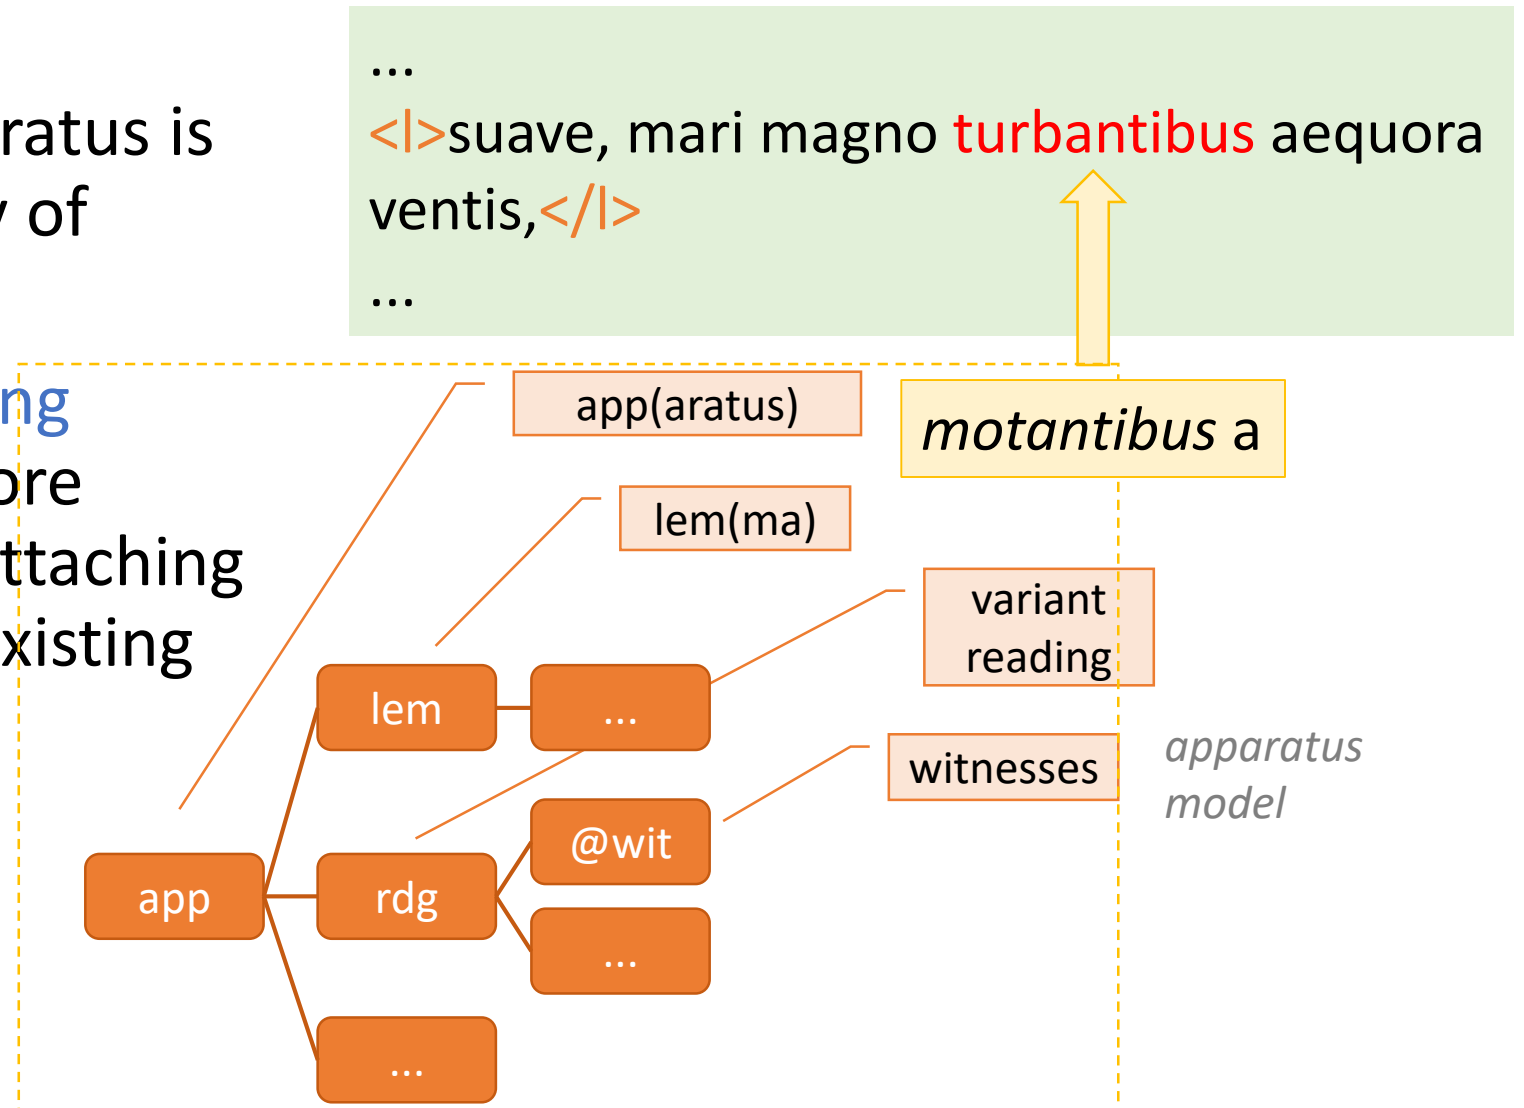 ...
<l>suave, mari magno turbantibus aequora
ventis,</l>
...
ratus is
of
ng
ore
ttaching
xisting
app(aratus)
motantibus a
lem(ma)
variant
reading
witnesses
apparatus
model
lem
...
@wit
app
rdg
...
...